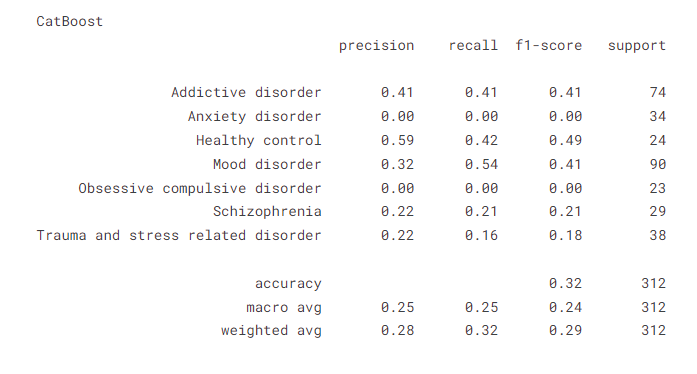 CatBoost
precision recall f1-score support
Addictive disorder 0.41 0.41 0.41 74
Anxiety disorder 0.00 0.00 0.00 34
Healthy control 0.59 0.42 0.49 24
Mood disorder 0.32 0.54 0.41 90
Obsessive compulsive disorder 0.00 0.00 0.00 23
Schizophrenia 0.22 0.21 0.21 29
Trauma and stress related disorder 0.22 0.16 0.18 38
accuracy 0.32 312
macro avg 0.25 0.25 0.24 312
weighted avg 0.28 0.32 0.29 312